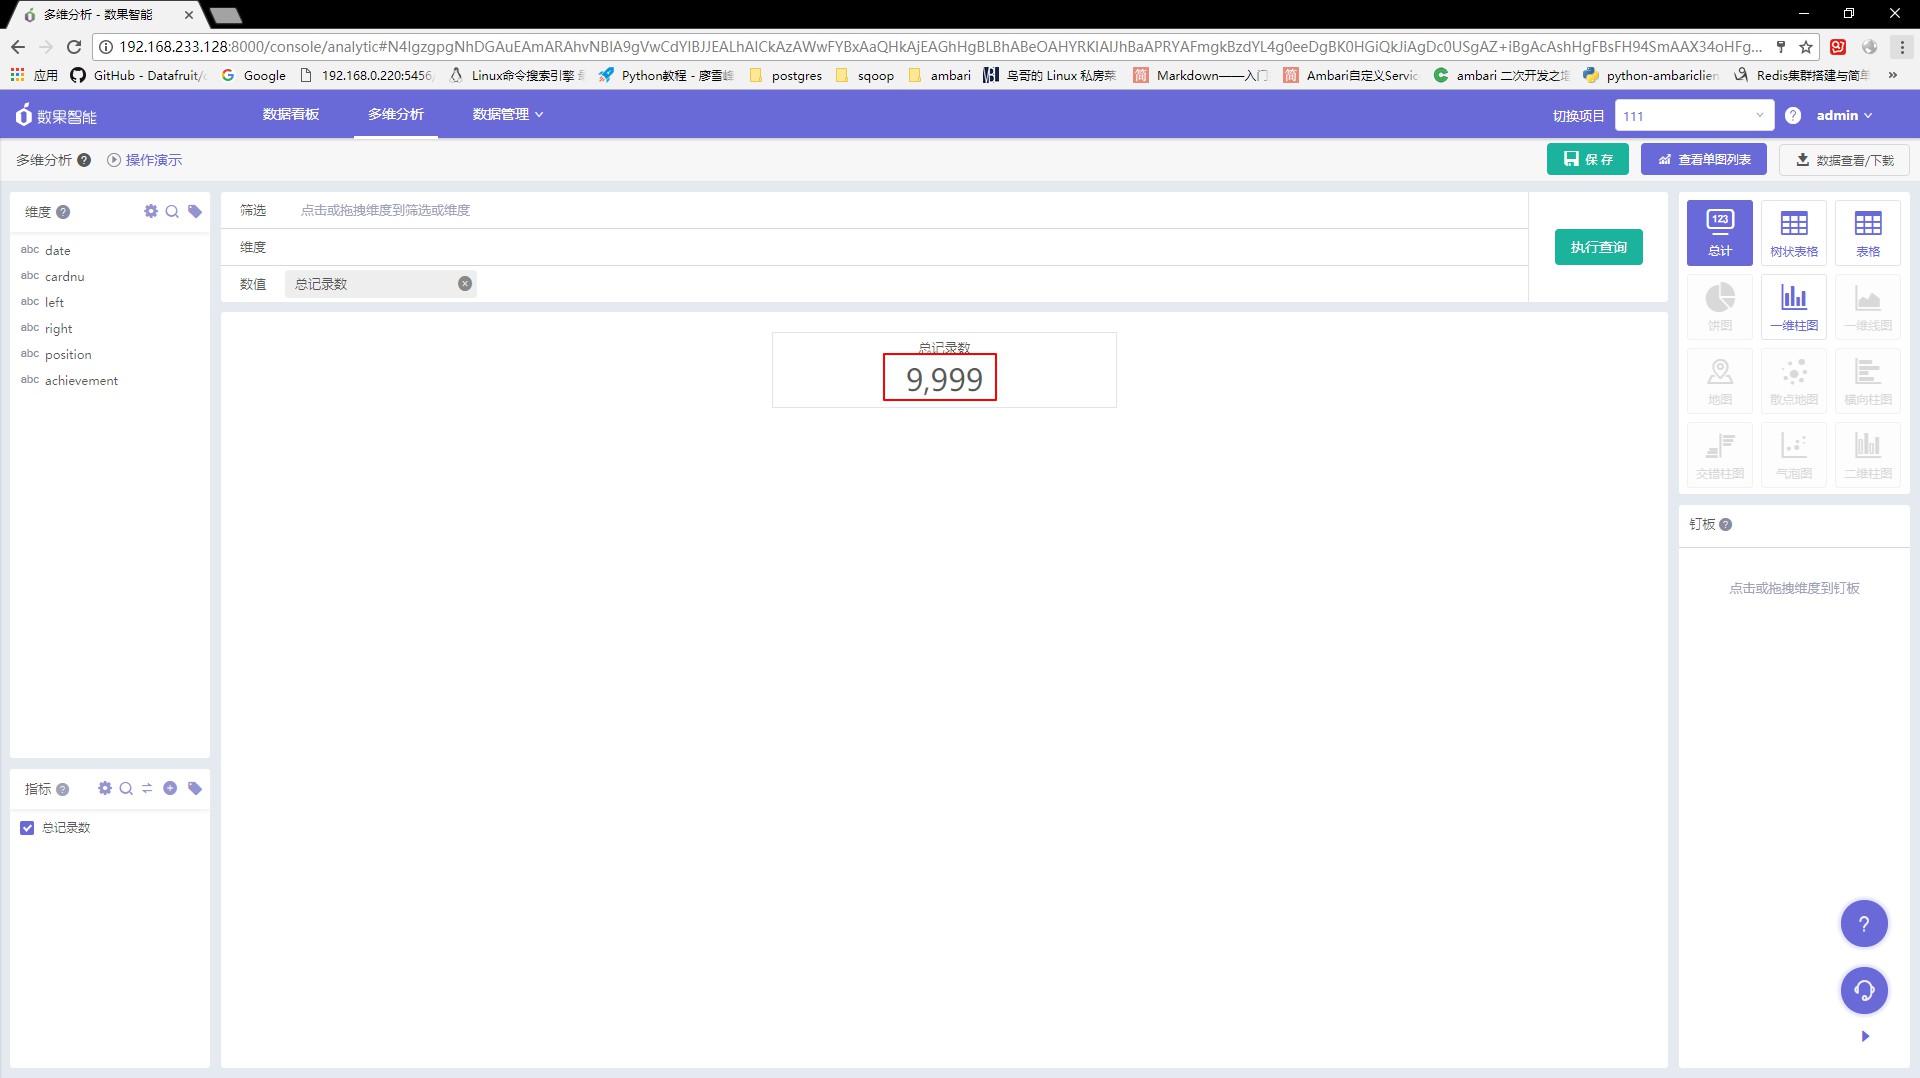 多维分析 - 数果智能
192.168.233.128:8000/console/analytic#N4IgzgpgNhDGAuEAmARAhvNBIA9gVwCdYIBJJEALhAICkAzAWwFYBxAaQHkAjEAGhHgBLBhABeOAHYRKIAIJhBaAPRYAFmgkBzdYL4g0eeDgBK0HGiQkJiAgDc0USgAZ+iBgAcAshHgFBsFH94SmAAX34oHFg...
应用
GitHub - Datafruit/
Google
192.168.0.220:5456
Linux命令搜索引擎
Python教程 - 廖雪峰
postgres
sqoop
ambari
鸟哥的 Linux 私房菜
简 Markdown——入门
简 Ambari自定义Servic
ambari 二次开发之
python-ambariclien
Redis集群搭建与简单
»
数果智能
数据看板
多维分析
数据管理
切换项目
111
?
admin
多维分析 ?
操作演示
保 存
查看单图列表
数据查看/下载
维度 ?
abc date
abc cardnu
abc left
abc right
abc position
abc achievement
筛选
点击或拖拽维度到筛选或维度
维度
数值
总记录数
执行查询
总记录数
9,999
123
总计
树状表格
表格
饼图
一维柱图
一维线图
地图
散点地图
横向柱图
交错柱图
气泡图
二维柱图
钉板 ?
点击或拖拽维度到钉板
指标 ?
总记录数
?